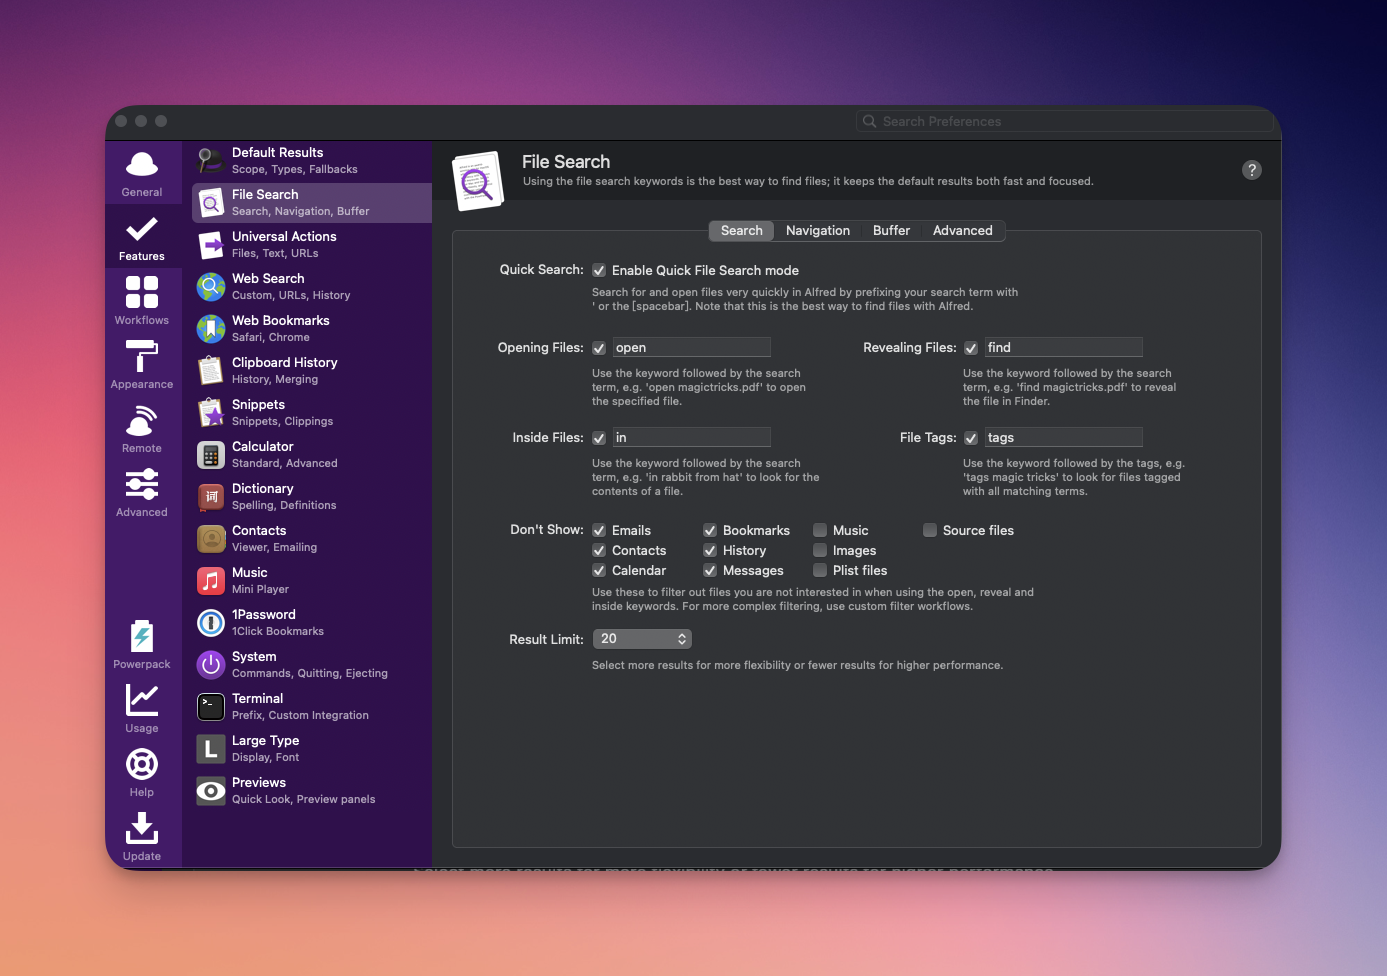 Search Preferences
General
Features
Workflows
Appearance
Remote
Advanced
Powerpack
Usage
Help
Update
Default Results
Scope, Types, Fallbacks
File Search
Search, Navigation, Buffer
Universal Actions
Files, Text, URLs
Web Search
Custom, URLs, History
Web Bookmarks
Safari, Chrome
Clipboard History
History, Merging
Snippets
Snippets, Clippings
Calculator
Standard, Advanced
词
Dictionary
Spelling, Definitions
Contacts
Viewer, Emailing
Music
Mini Player
1Password
1Click Bookmarks
System
Commands, Quitting, Ejecting
>_
Terminal
Prefix, Custom Integration
L
Large Type
Display, Font
Previews
Quick Look, Preview panels
File Search
Using the file search keywords is the best way to find files; it keeps the default results both fast and focused.
?
Search Navigation Buffer Advanced
Quick Search: Enable Quick File Search mode
Search for and open files very quickly in Alfred by prefixing your search term with
' or the [spacebar]. Note that this is the best way to find files with Alfred.
Opening Files: open
Use the keyword followed by the search
term, e.g. 'open magictricks.pdf' to open
the specified file.
Revealing Files: find
Use the keyword followed by the search
term, e.g. 'find magictricks.pdf' to reveal
the file in Finder.
Inside Files: in
Use the keyword followed by the search
term, e.g. 'in rabbit from hat' to look for the
contents of a file.
File Tags: tags
Use the keyword followed by the tags, e.g.
'tags magic tricks' to look for files tagged
with all matching terms.
Don't Show: Emails Bookmarks Music Source files
Contacts History Images
Calendar Messages Plist files
Use these to filter out files you are not interested in when using the open, reveal and
inside keywords. For more complex filtering, use custom filter workflows.
Result Limit: 20
Select more results for more flexibility or fewer results for higher performance.